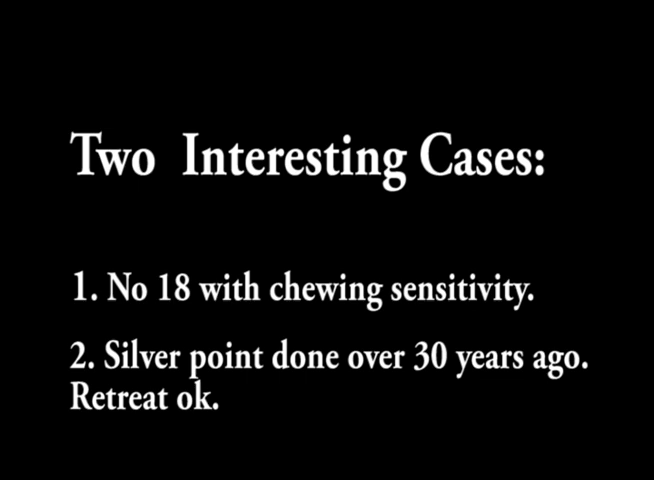 Two Interesting Cases:
1. No 18 with chewing sensitivity.
2. Silver point done over 30 years ago.
Retreat ok.